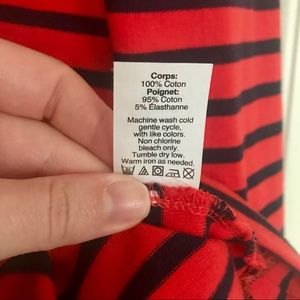 Corps:
100% Coton
Poignet:
95% Coton
5% Élasthanne
Machine wash cold
gentle cycle,
with like colors.
Non chlorine
bleach only.
Tumble dry low.
Warm iron as needed.